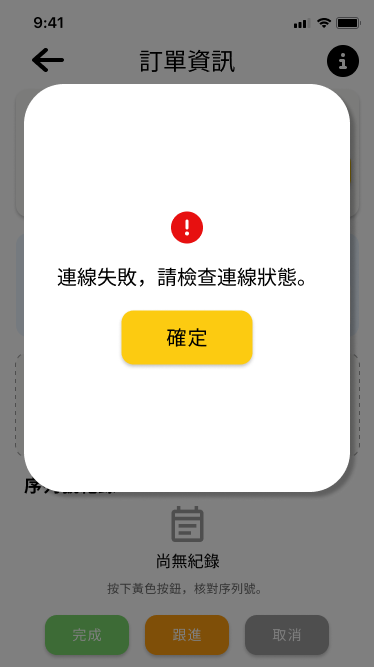 9:41
訂單資訊
連線失敗，請檢查連線狀態。
確定
尚無紀錄
按下黃色按鈕，核對序列號。
完成
跟進
取消